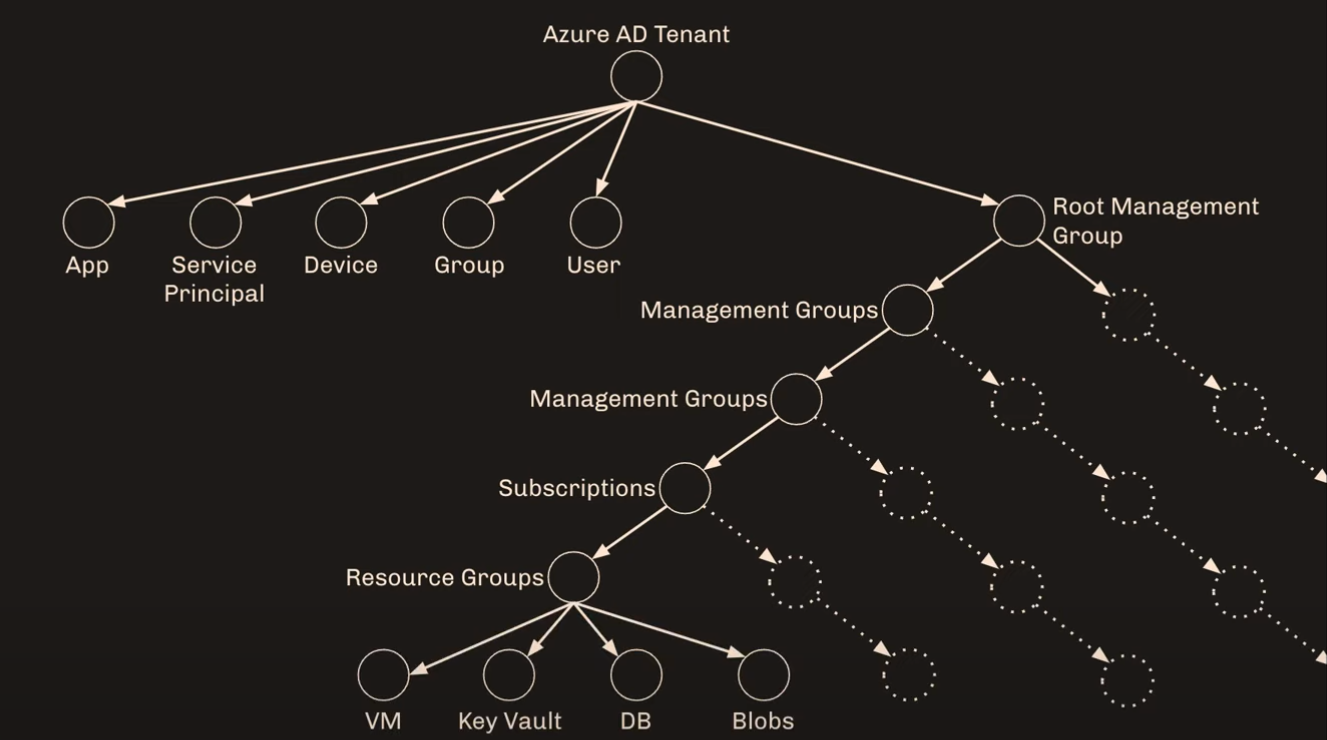 Azure AD Tenant
App
Service
Principal
Device
Group
User
Root Management
Group
Management Groups
Management Groups
Subscriptions
Resource Groups
VM
Key Vault
DB
Blobs